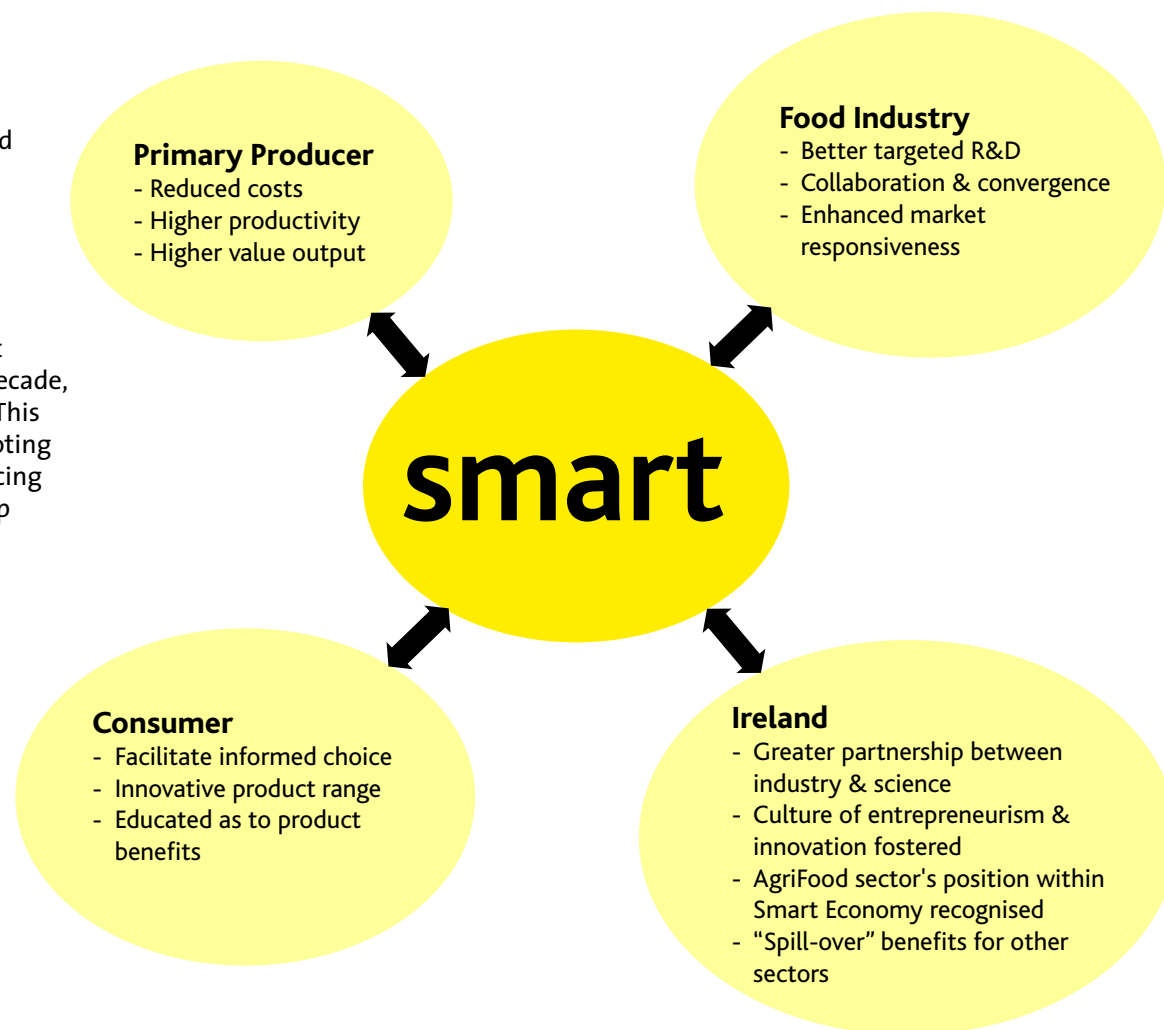 Primary Producer
- Reduced costs
- Higher productivity
- Higher value output
Food Industry
- Better targeted R&D
- Collaboration & convergence
- Enhanced market
responsiveness
ecade,
This
smart
Consumer
- Facilitate informed choice
- Innovative product range
- Educated as to product
benefits
Ireland
- Greater partnership between
industry & science
- Culture of entrepreneurism &
innovation fostered
- AgriFood sector's position within
Smart Economy recognised
- “Spill-over” benefits for other
sectors